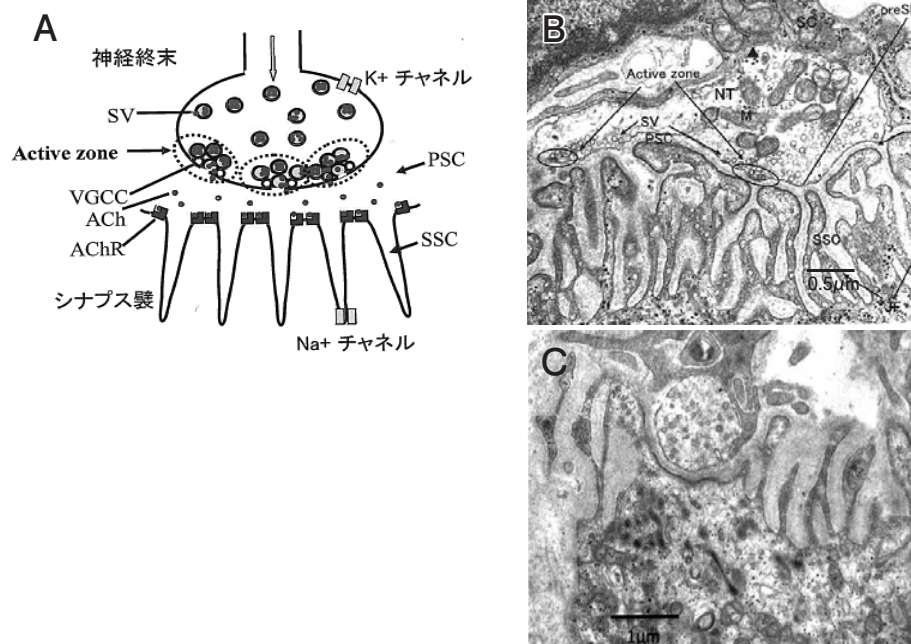 A
神経終末
K+ チャネル
SV
Active zone
PSC
VGCC
ACh
AChR
SSC
シナプス襞
Na+ チャネル
B
SC
Active zone
NT
M
SV
PSC
SSC
0.5μm
C
1μm